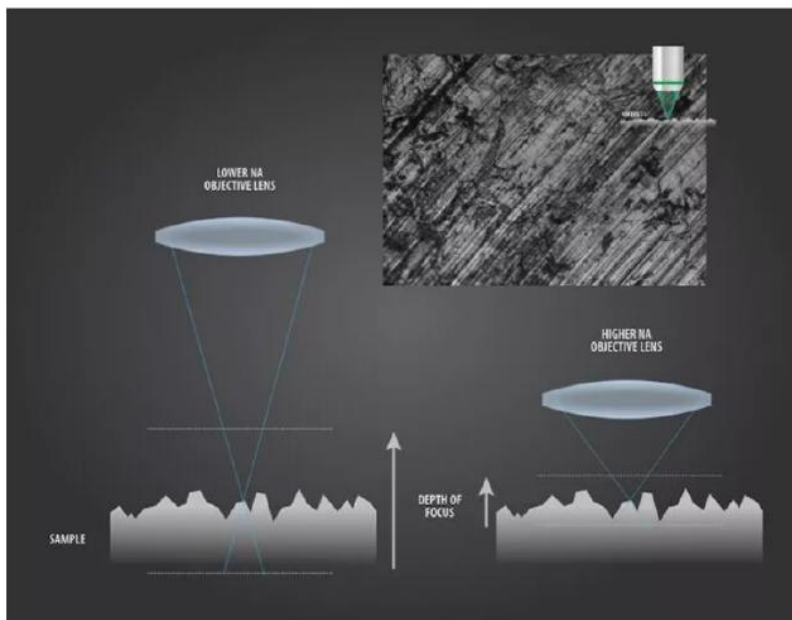 LOWER NA
OBJECTIVE LENS
HIGHER NA
OBJECTIVE LENS
DEPTH OF
FOCUS
SAMPLE